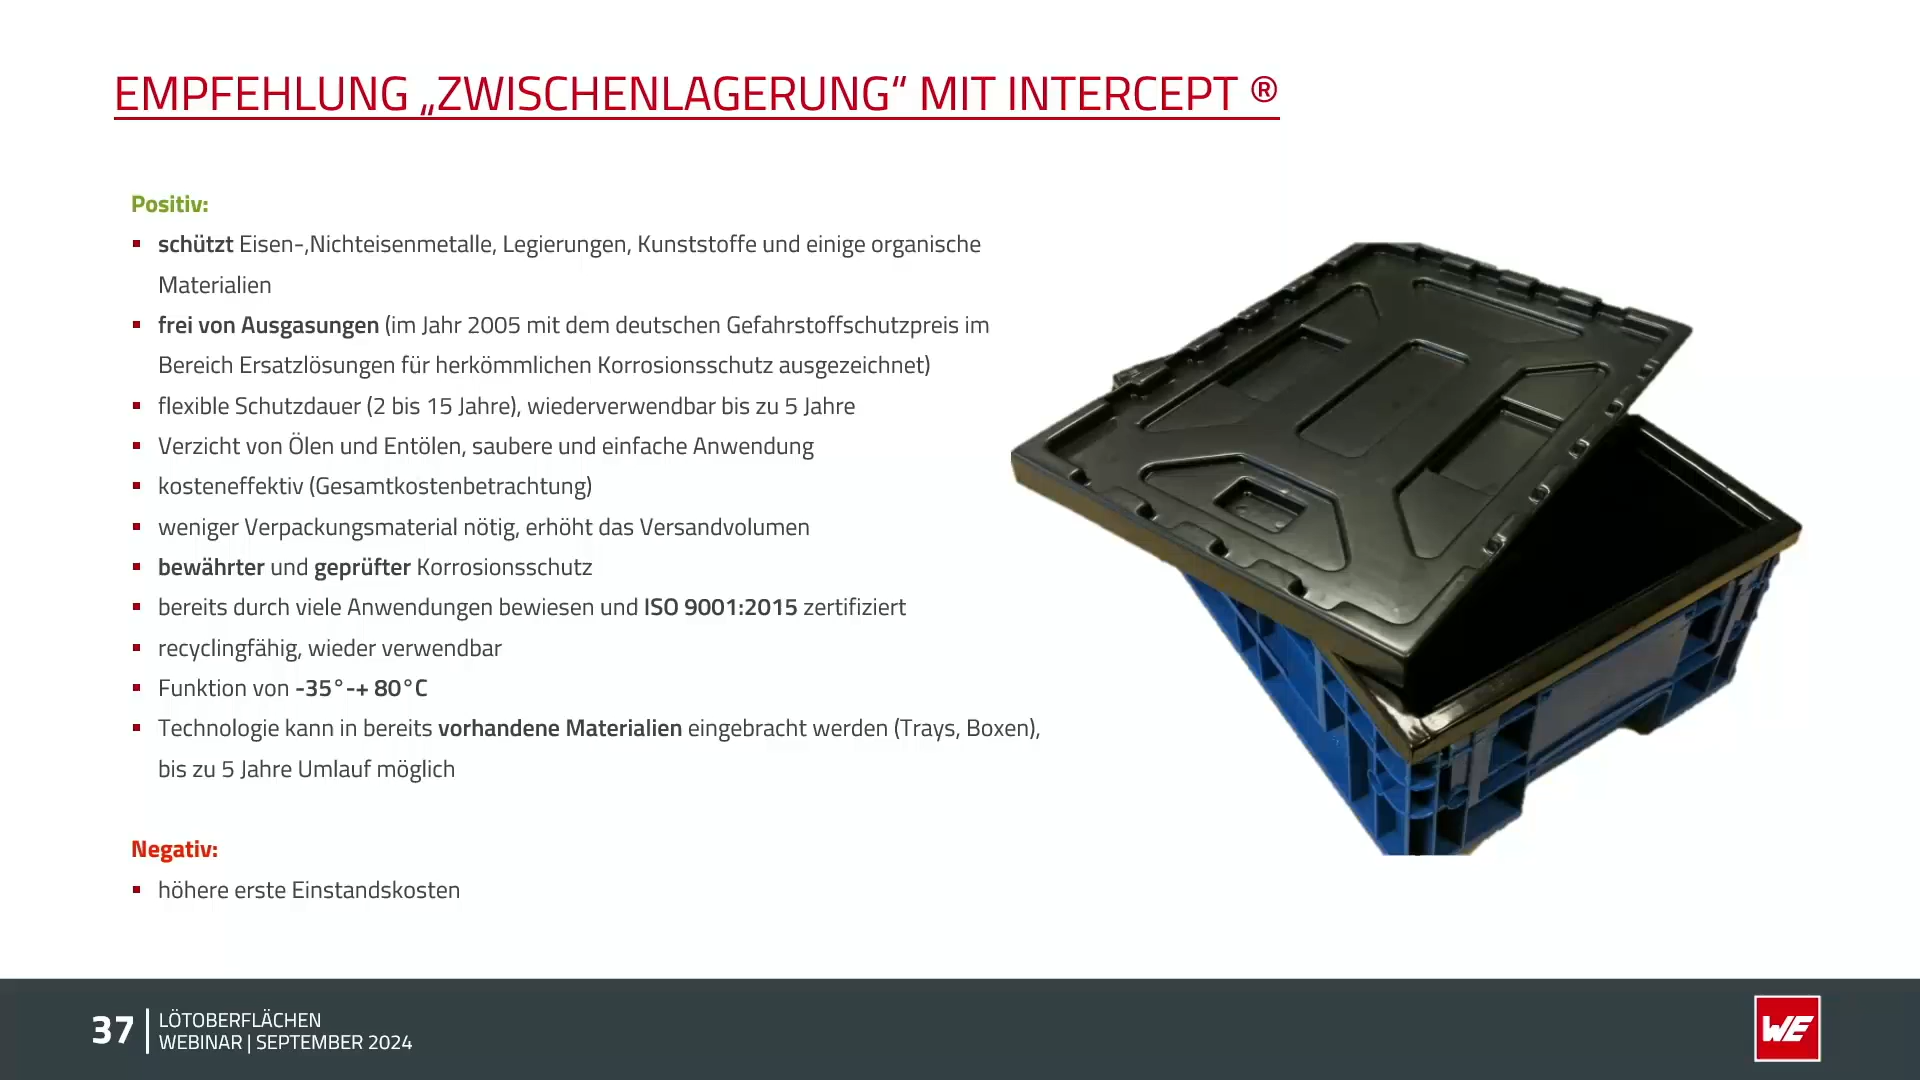 EMPFEHLUNG „ZWISCHENLAGERUNG“ MIT INTERCEPT ®
Positiv:
▪ schützt Eisen-,Nichteisenmetalle, Legierungen, Kunststoffe und einige organische
Materialien
▪ frei von Ausgasungen (im Jahr 2005 mit dem deutschen Gefahrstoffschutzpreis im
Bereich Ersatzlösungen für herkömmlichen Korrosionsschutz ausgezeichnet)
▪ flexible Schutzdauer (2 bis 15 Jahre), wiederverwendbar bis zu 5 Jahre
▪ Verzicht von Ölen und Entölen, saubere und einfache Anwendung
▪ kosteneffektiv (Gesamtkostenbetrachtung)
▪ weniger Verpackungsmaterial nötig, erhöht das Versandvolumen
▪ bewährter und geprüfter Korrosionsschutz
▪ bereits durch viele Anwendungen bewiesen und ISO 9001:2015 zertifiziert
▪ recyclingfähig, wieder verwendbar
▪ Funktion von -35°-+ 80°C
▪ Technologie kann in bereits vorhandene Materialien eingebracht werden (Trays, Boxen),
bis zu 5 Jahre Umlauf möglich
Negativ:
▪ höhere erste Einstandskosten
37
LÖTOBERFLÄCHEN
WEBINAR | SEPTEMBER 2024
WE